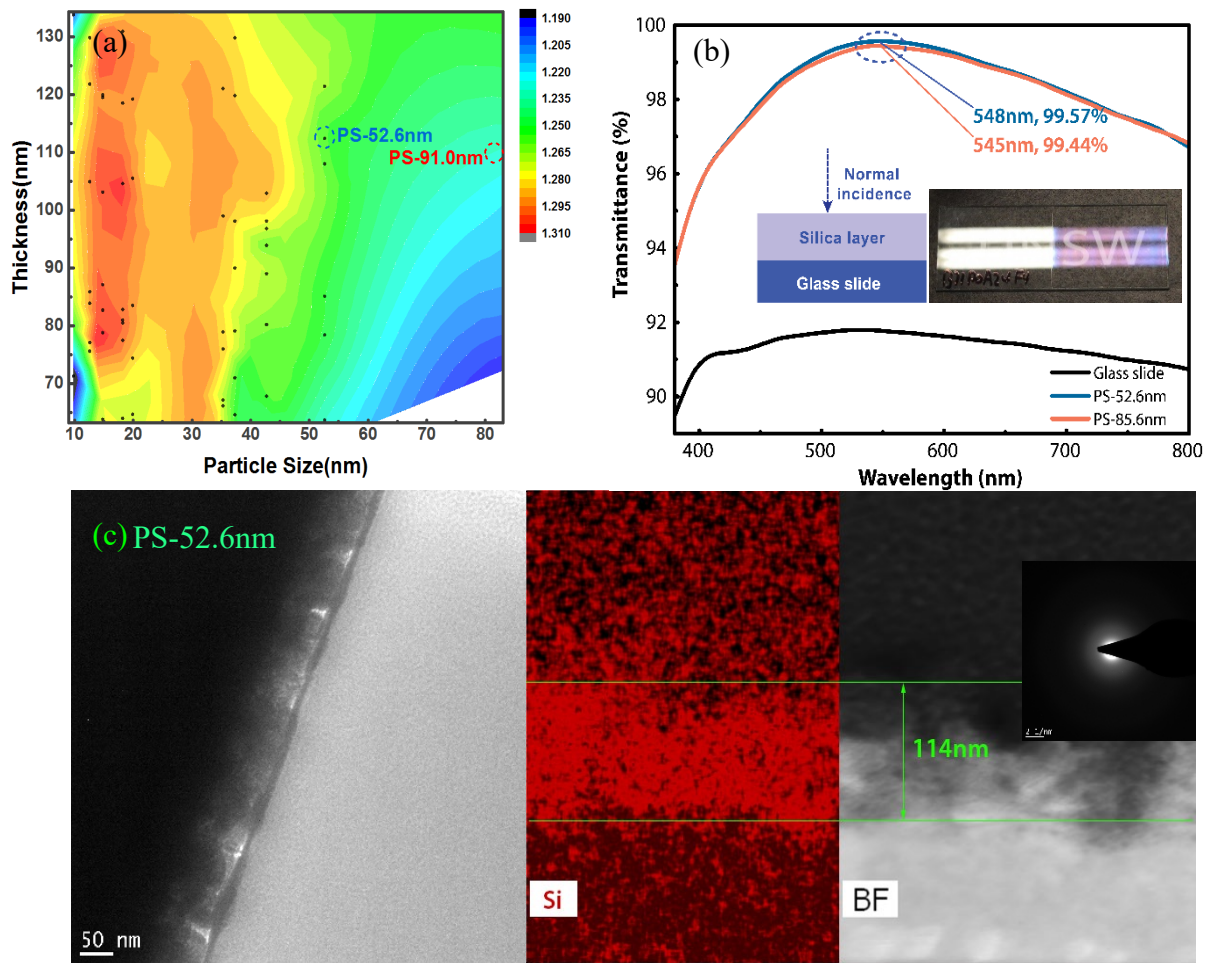 (a)
Thickness(nm)
130
120
110
100
90
80
70
10
20
30
40
50
60
70
80
Particle Size(nm)
PS-52.6nm
PS-91.0nm
1.190
1.205
1.220
1.235
1.250
1.265
1.280
1.295
1.310
(b)
Transmittance (%)
100
98
96
94
92
90
400
500
600
700
800
Wavelength (nm)
548nm, 99.57%
545nm, 99.44%
Normal
incidence
Silica layer
Glass slide
SW
Glass slide
PS-52.6nm
PS-85.6nm
(c) PS-52.6nm
50 nm
Si
114nm
BF